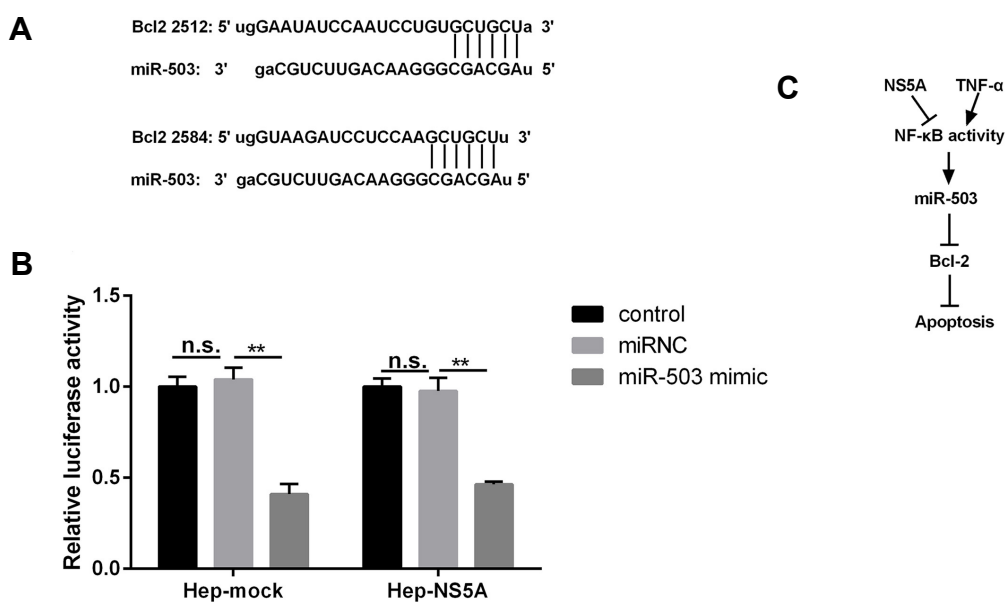 A
Bcl2 2512: 5' ugGAAUAUCCAAUCCUGUGCUGCUa 3'
miR-503: 3' gaCGUCUUGACAAGGGCGACGAu 5'
Bcl2 2584: 5' ugGUAAGAUCCUCCAAGCUGCUu 3'
miR-503: 3' gaCGUCUUGACAAGGGCGACGAu 5'
B
Relative luciferase activity
1.5
1.0
0.5
0.0
n.s.
**
n.s.
**
Hep-mock
Hep-NS5A
control
miRNC
miR-503 mimic
C
NS5A TNF-α
NF-κB activity
miR-503
Bcl-2
Apoptosis